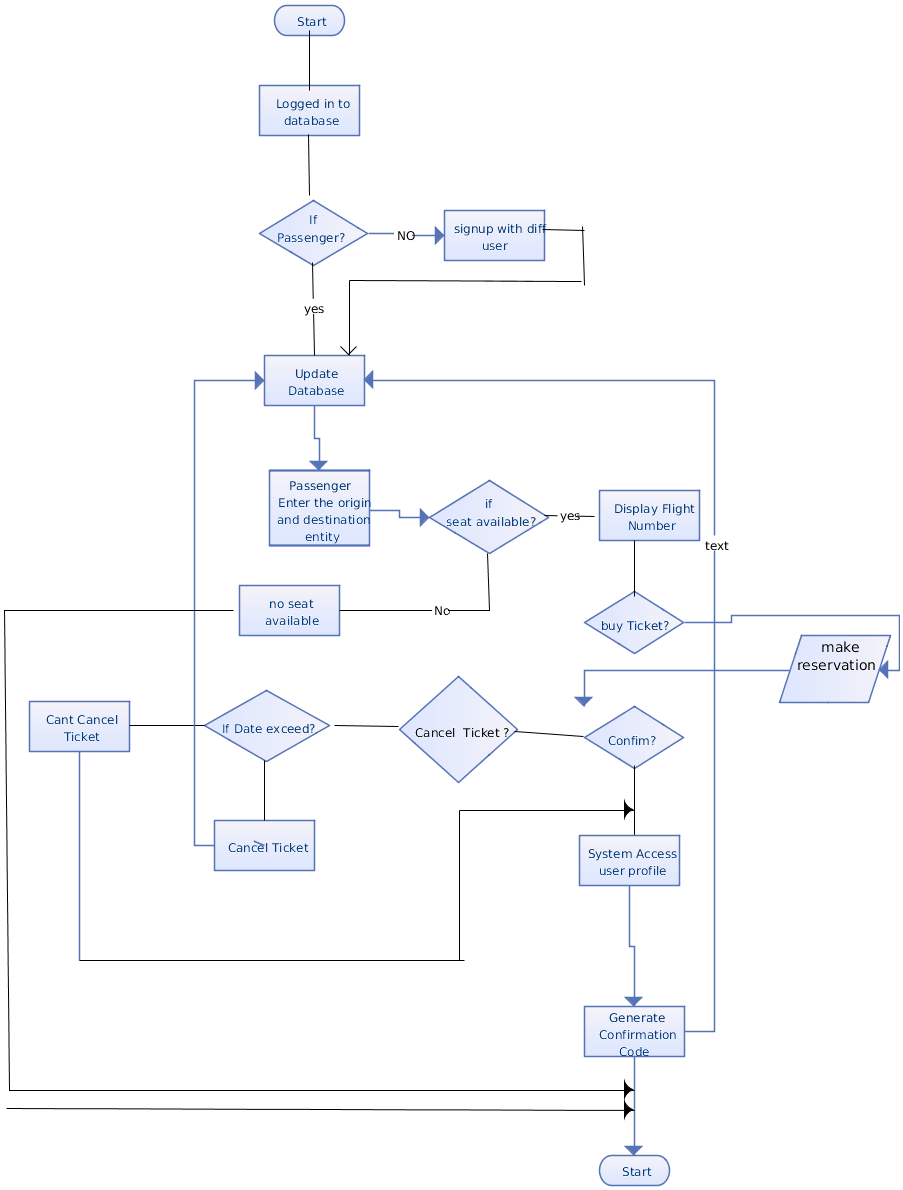 Start
Logged in to
database
If
Passenger?
NO
signup with diff
user
yes
Update
Database
Passenger
Enter the origin
and destination
entity
if
seat available?
yes
Display Flight
Number
text
no seat
available
No
buy Ticket?
make
reservation
Cant Cancel
Ticket
If Date exceed?
Cancel Ticket ?
Confim?
Cancel Ticket
System Access
user profile
Generate
Confirmation
Code
Start